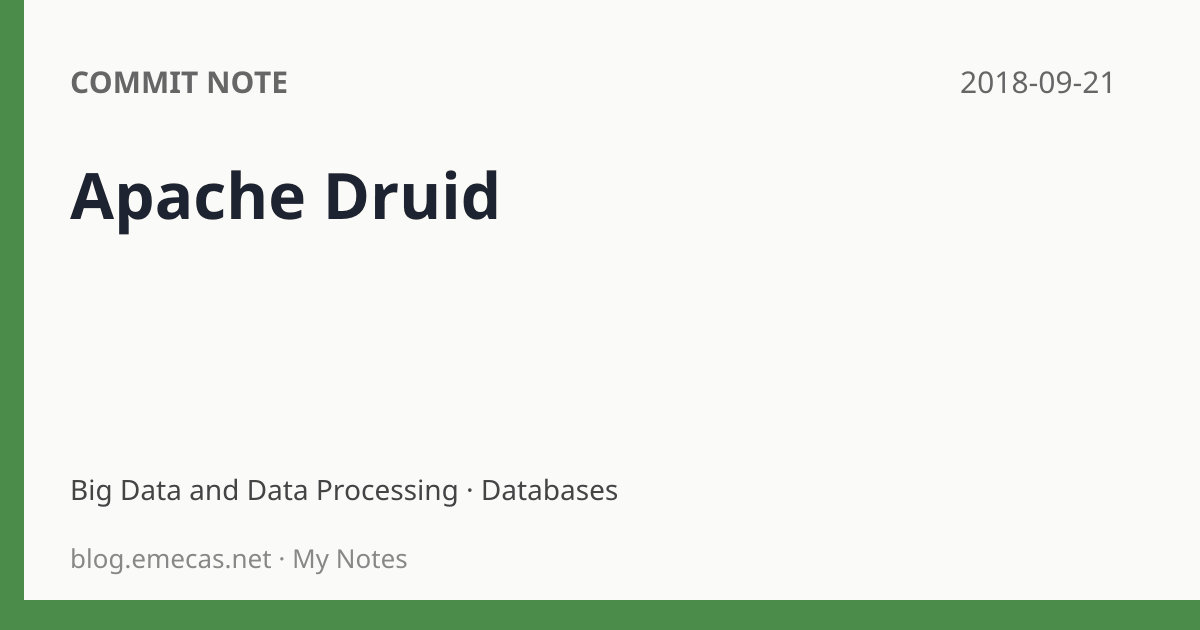 COMMIT NOTE
2018-09-21
Apache Druid
Big Data and Data Processing · Databases
blog.emecas.net · My Notes